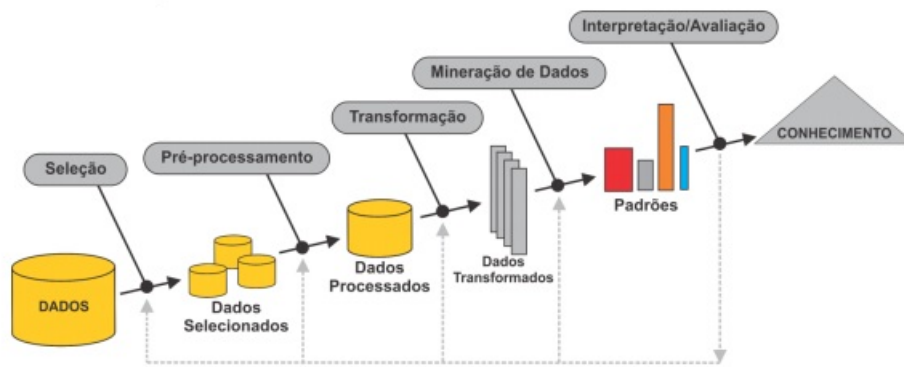 Interpretação/Avaliação
Mineração de Dados
Transformação
Pré-processamento
Seleção
CONHECIMENTO
Padrões
Dados
Transformados
Dados
Processados
Dados
Selecionados
DADOS